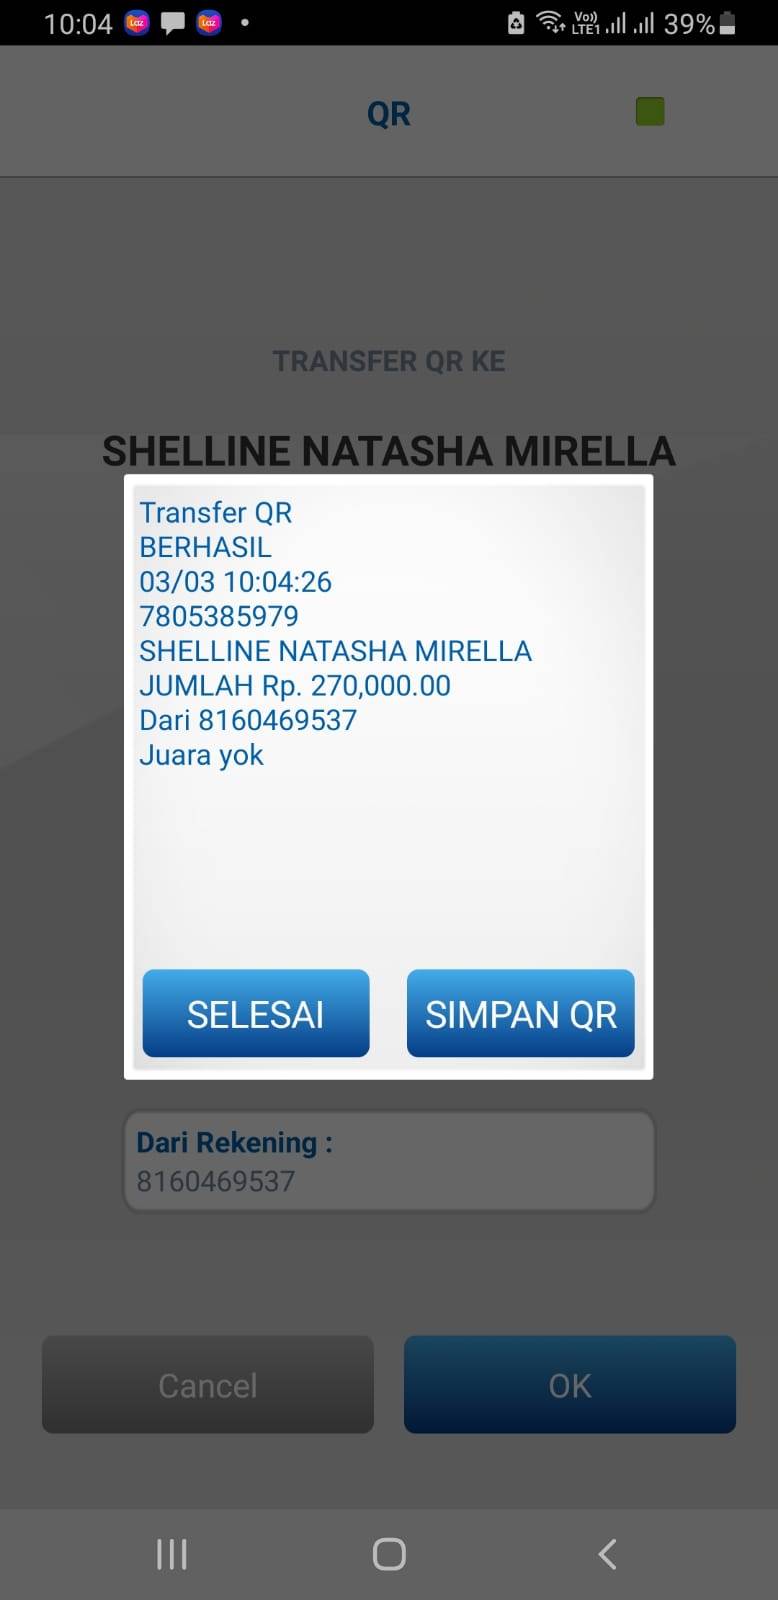 10:04 Laz Laz Vo)) LTE1 39%
QR
TRANSFER QR KE
SHELLINE NATASHA MIRELLA
Transfer QR
BERHASIL
03/03 10:04:26
7805385979
SHELLINE NATASHA MIRELLA
JUMLAH Rp. 270,000.00
Dari 8160469537
Juara yok
SELESAI SIMPAN QR
Dari Rekening :
8160469537
Cancel OK